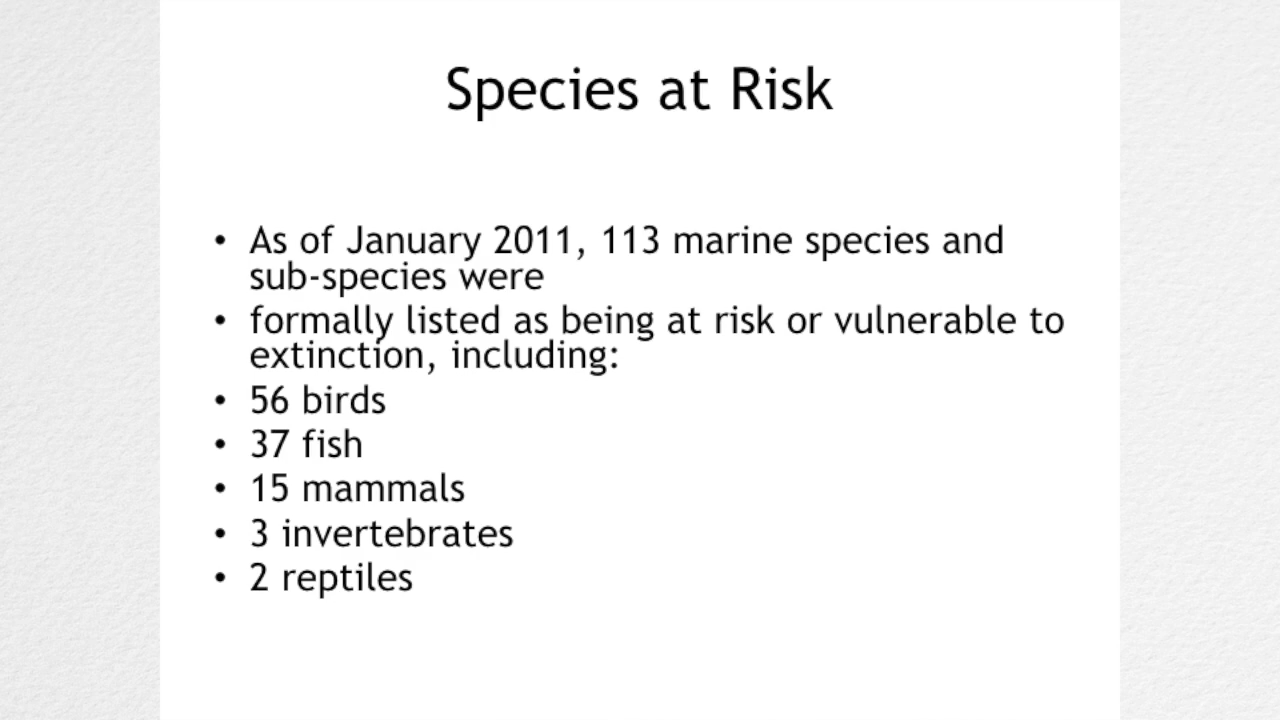 Species at Risk
• As of January 2011, 113 marine species and
sub-species were
• formally listed as being at risk or vulnerable to
extinction, including:
• 56 birds
• 37 fish
• 15 mammals
• 3 invertebrates
• 2 reptiles